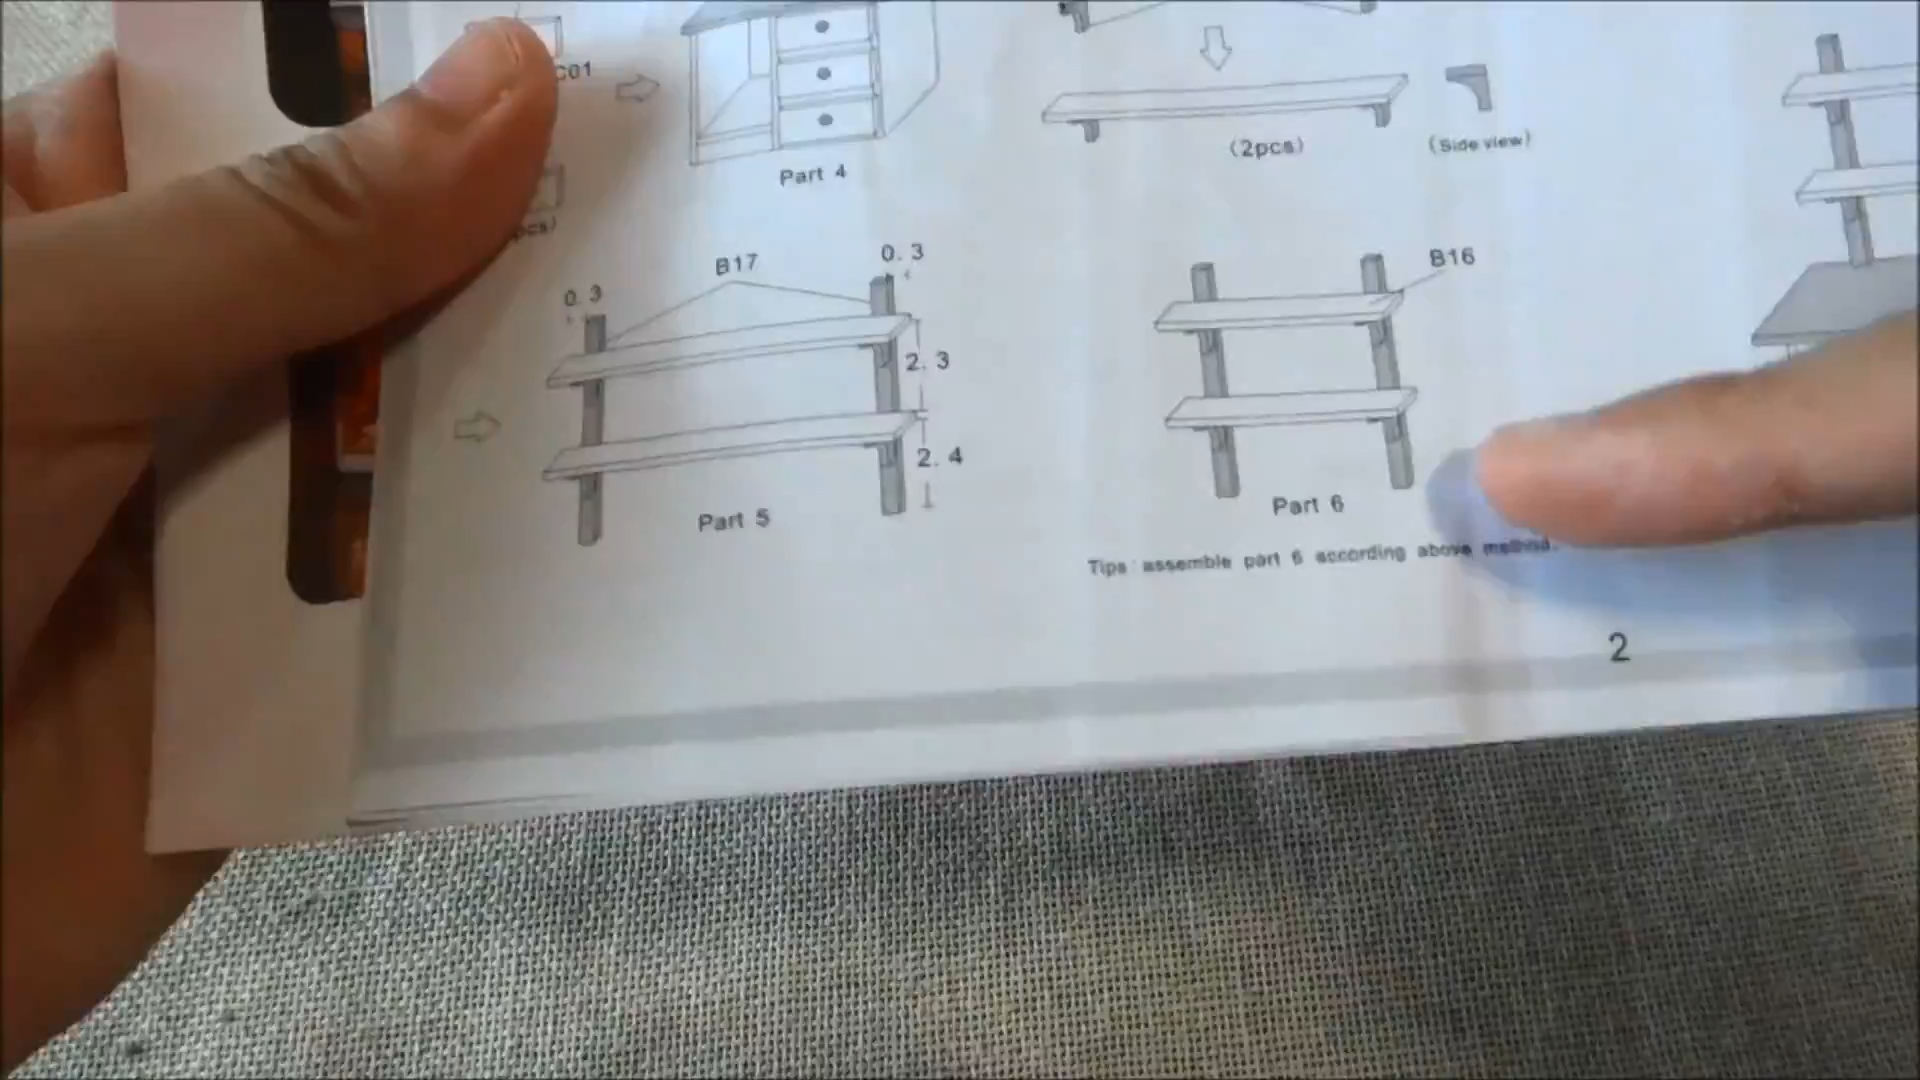 C01
Part 4
(2pcs)
(Side view)
pcs)
B17
0.3
0.3
2.3
2.4
Part 5
B16
Part 6
Tips: assemble part 6 according above method.
2